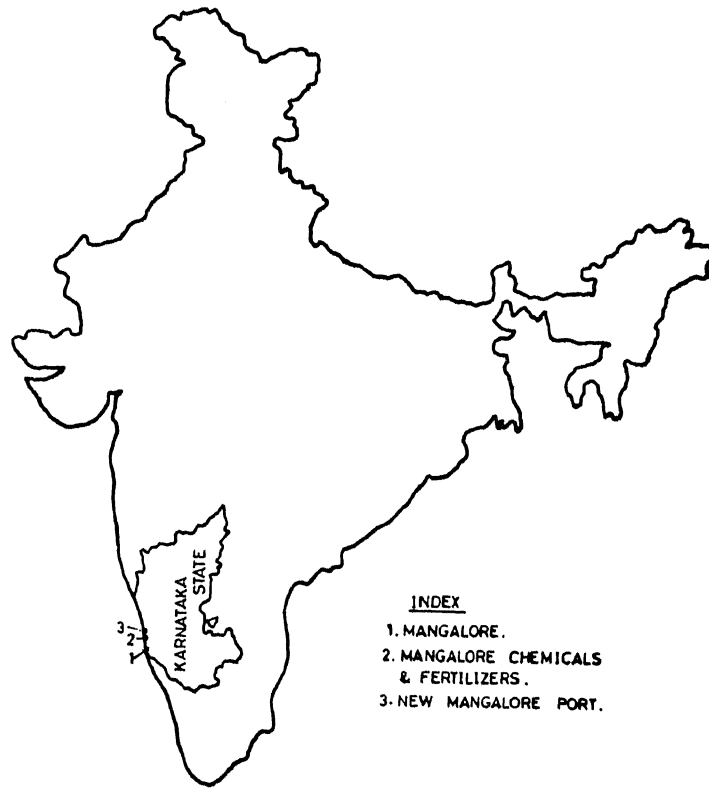 KARNATAKA
STATE
3
2
1
INDEX
1. MANGALORE.
2. MANGALORE CHEMICALS
& FERTILIZERS.
3. NEW MANGALORE PORT.